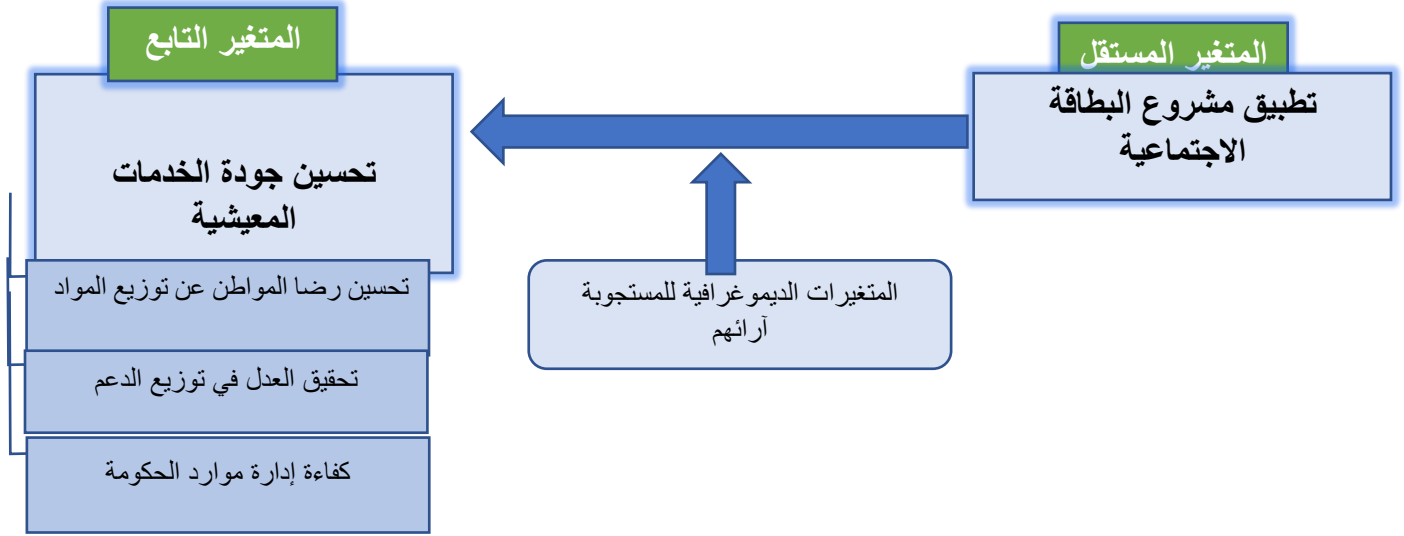 المتغير المستقل
تطبيق مشروع البطاقة
الاجتماعية
المتغير التابع
تحسين جودة الخدمات
المعيشية
تحسين رضا المواطن عن توزيع المواد
تحقيق العدل في توزيع الدعم
كفاءة إدارة موارد الحكومة
المتغيرات الديموغرافية للمستجوبة
آرائهم